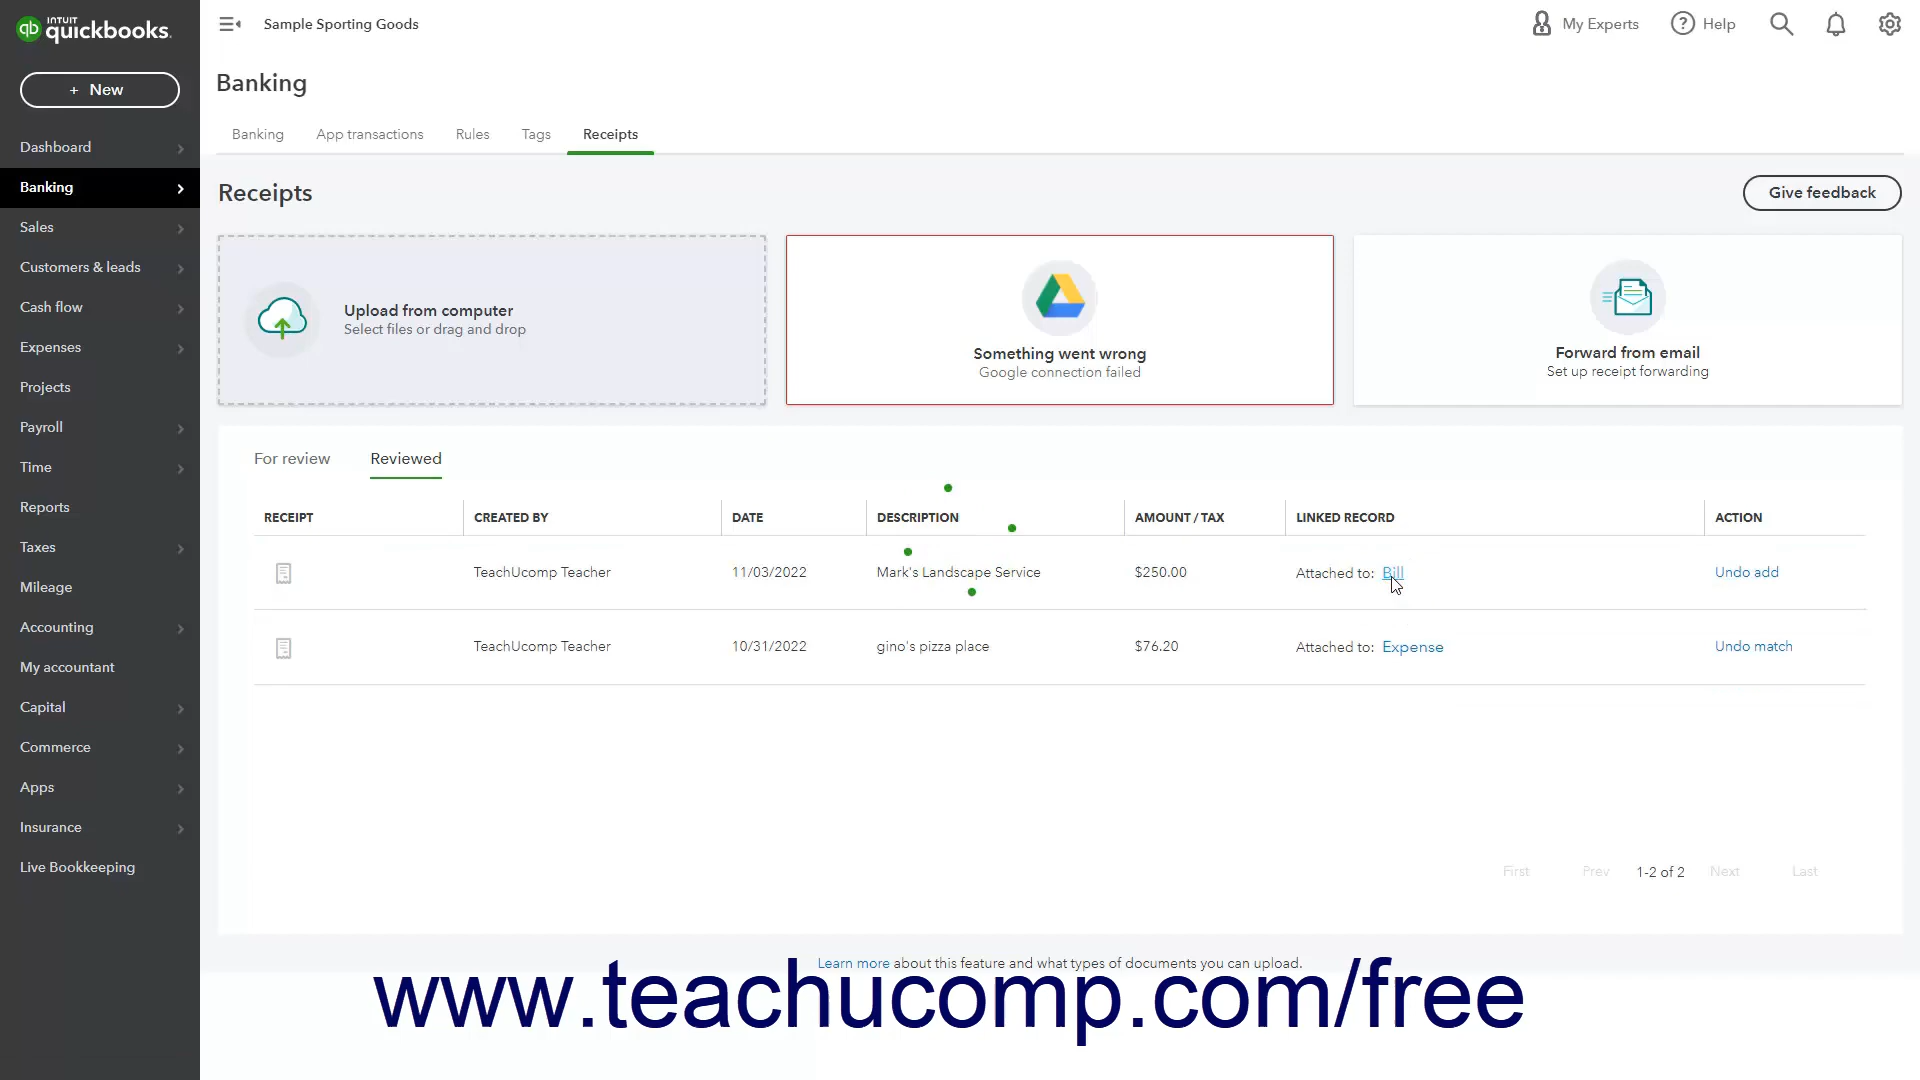 INTUIT
quickbooks.
Sample Sporting Goods
My Experts
Help
+ New
Banking
Banking
App transactions
Rules
Tags
Receipts
Dashboard
Banking
Sales
Customers & leads
Cash flow
Expenses
Projects
Payroll
Time
Reports
Taxes
Mileage
Accounting
My accountant
Capital
Commerce
Apps
Insurance
Live Bookkeeping
Receipts
Give feedback
Upload from computer
Select files or drag and drop
Something went wrong
Google connection failed
Forward from email
Set up receipt forwarding
For review
Reviewed
RECEIPT CREATED BY DATE DESCRIPTION AMOUNT / TAX LINKED RECORD ACTION
TeachUcomp Teacher 11/03/2022 Mark's Landscape Service $250.00 Attached to: Bill Undo add
TeachUcomp Teacher 10/31/2022 gino's pizza place $76.20 Attached to: Expense Undo match
First Prev 1-2 of 2 Next Last
Learn more about this feature and what types of documents you can upload.
www.teachucomp.com/free